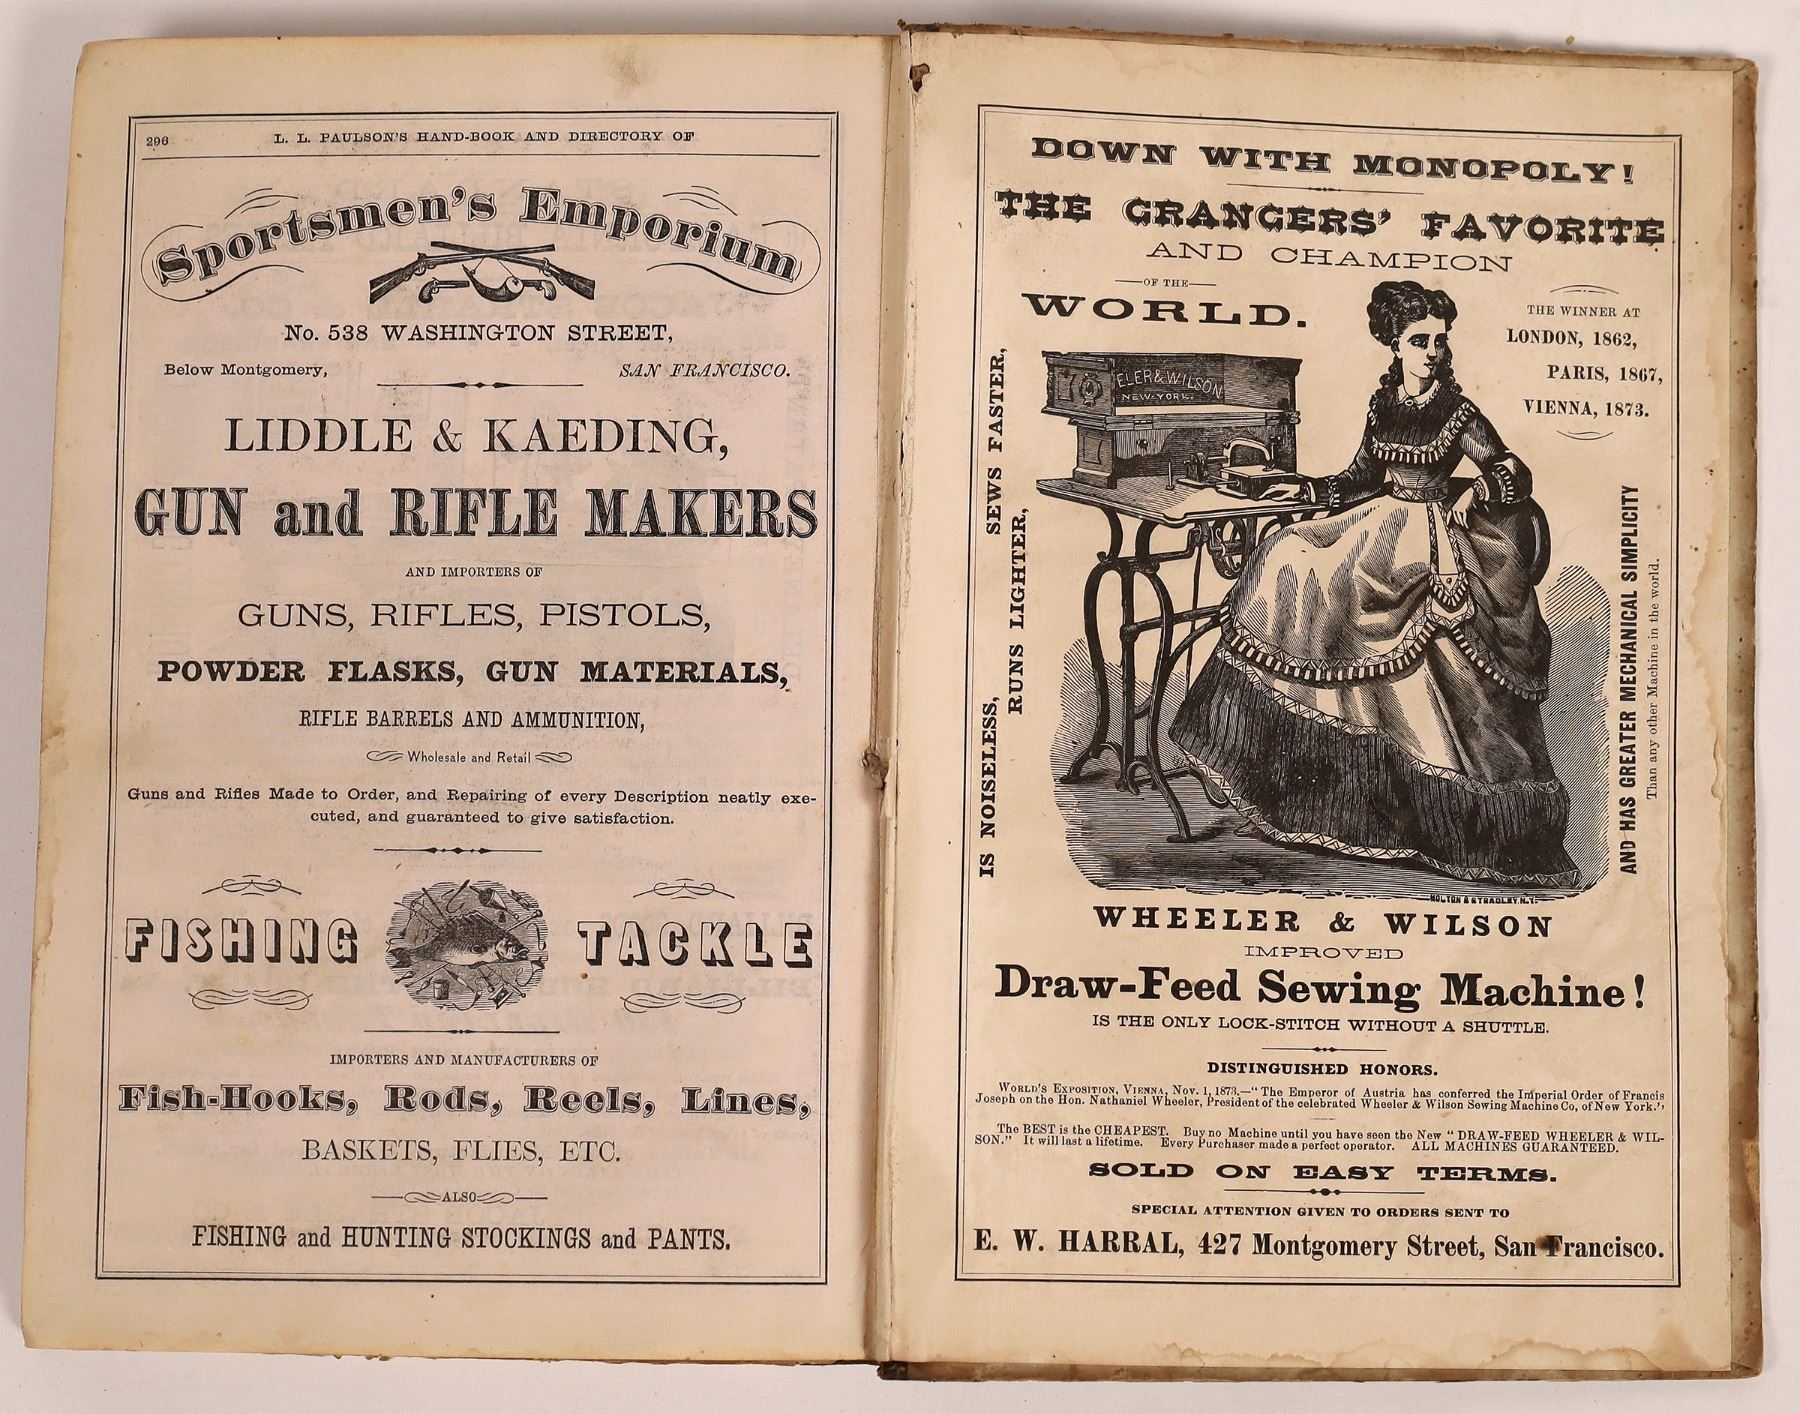 296
L. L. PAULSON'S HAND-BOOK AND DIRECTORY OF
Sportsmen's Emporium
No. 538 WASHINGTON STREET,
Below Montgomery, SAN FRANCISCO.
LIDDLE & KAEDING,
GUN and RIFLE MAKERS
AND IMPORTERS OF
GUNS, RIFLES, PISTOLS,
POWDER FLASKS, GUN MATERIALS,
RIFLE BARRELS AND AMMUNITION,
Wholesale and Retail
Guns and Rifles Made to Order, and Repairing of every Description neatly exe-
cuted, and guaranteed to give satisfaction.
FISHING TACKLE
IMPORTERS AND MANUFACTURERS OF
Fish-Hooks, Rods, Reels, Lines,
BASKETS, FLIES, ETC.
ALSO
FISHING and HUNTING STOCKINGS and PANTS.
DOWN WITH MONOPOLY!
THE GRANGERS' FAVORITE
AND CHAMPION
OF THE
WORLD.
THE WINNER AT
LONDON, 1862,
PARIS, 1867,
VIENNA, 1873.
ELER & WILSON
NEW-YORK.
IS NOISELESS,
RUNS LIGHTER,
SEWS FASTER,
AND HAS GREATER MECHANICAL SIMPLICITY
Than any other Machine in the world.
HOLTON & STRADLEY N.Y.
WHEELER & WILSON
IMPROVED
Draw-Feed Sewing Machine!
IS THE ONLY LOCK-STITCH WITHOUT A SHUTTLE.
DISTINGUISHED HONORS.
WORLD'S EXPOSITION, VIENNA, Nov. 1, 1873.—"The Emperor of Austria has conferred the Imperial Order of Francis
Joseph on the Hon. Nathaniel Wheeler, President of the celebrated Wheeler & Wilson Sewing Machine Co, of New York."
The BEST is the CHEAPEST. Buy no Machine until you have seen the New "DRAW-FEED WHEELER & WIL-
SON." It will last a lifetime. Every Purchaser made a perfect operator. ALL MACHINES GUARANTEED.
SOLD ON EASY TERMS.
SPECIAL ATTENTION GIVEN TO ORDERS SENT TO
E. W. HARRAL, 427 Montgomery Street, San Francisco.